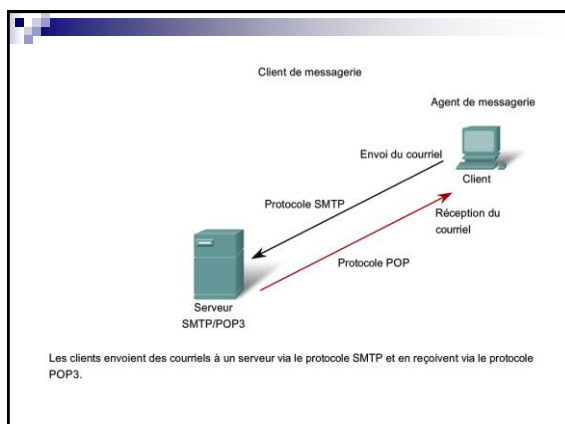 Client de messagerie
Agent de messagerie
Envoi du courriel
Client
Protocole SMTP
Réception du
courriel
Protocole POP
Serveur
SMTP/POP3
Les clients envoient des courriels à un serveur via le protocole SMTP et en reçoivent via le protocole
POP3.